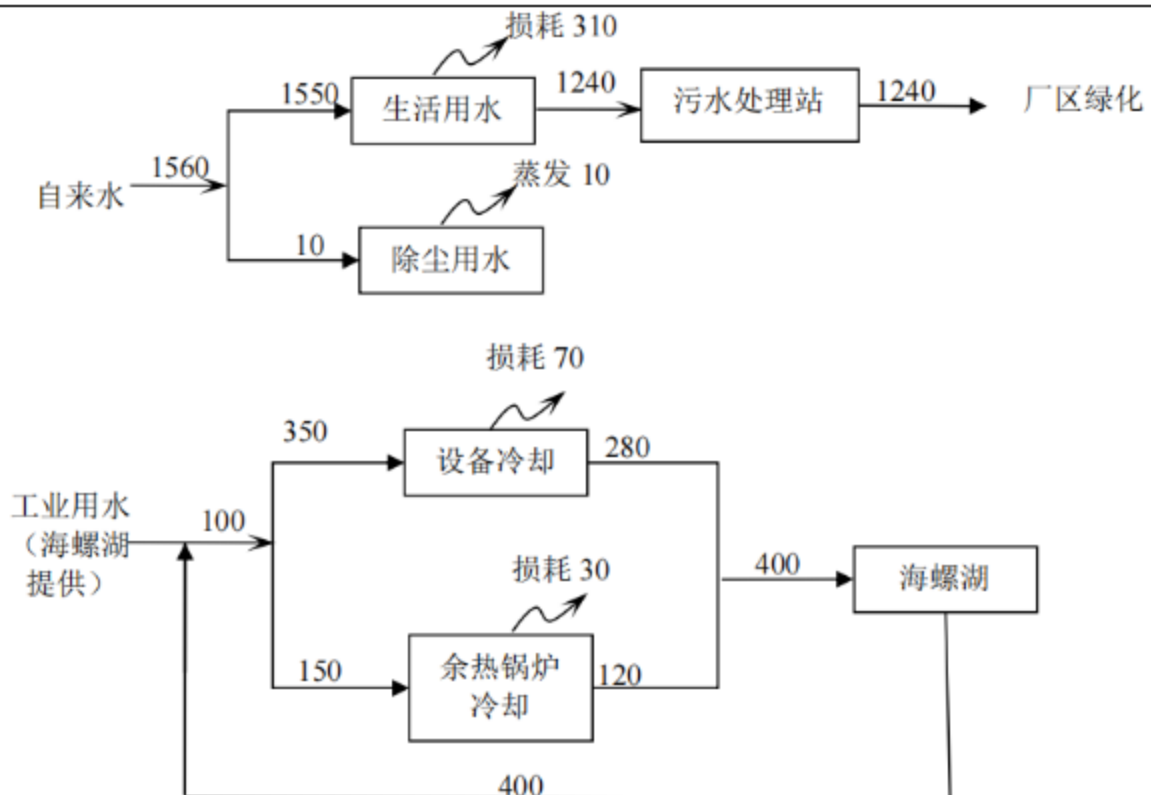 损耗 310
1550
生活用水
1240
污水处理站
1240
厂区绿化
1560
自来水
蒸发 10
10
除尘用水
损耗 70
350
设备冷却
280
工业用水
（海螺湖
提供）
100
损耗 30
400
海螺湖
150
余热锅炉
冷却
120
400